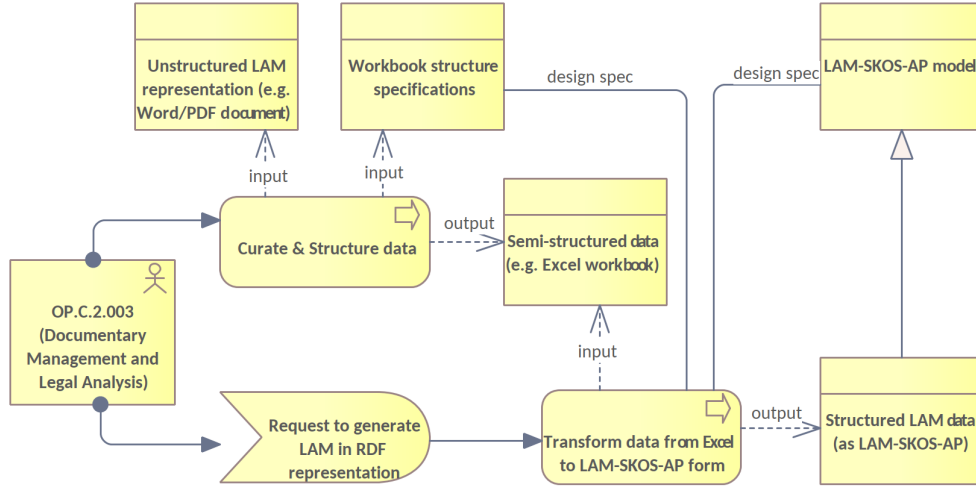 Unstructured LAM
representation (e.g.
Word/PDF document)
Workbook structure
specifications
design spec
design spec
LAM-SKOS-AP model
input
input
Curate & Structure data
output
Semi-structured data
(e.g. Excel workbook)
OP.C.2.003
(Documentary
Management and
Legal Analysis)
input
Request to generate
LAM in RDF
representation
Transform data from Excel
to LAM-SKOS-AP form
output
Structured LAM data
(as LAM-SKOS-AP)